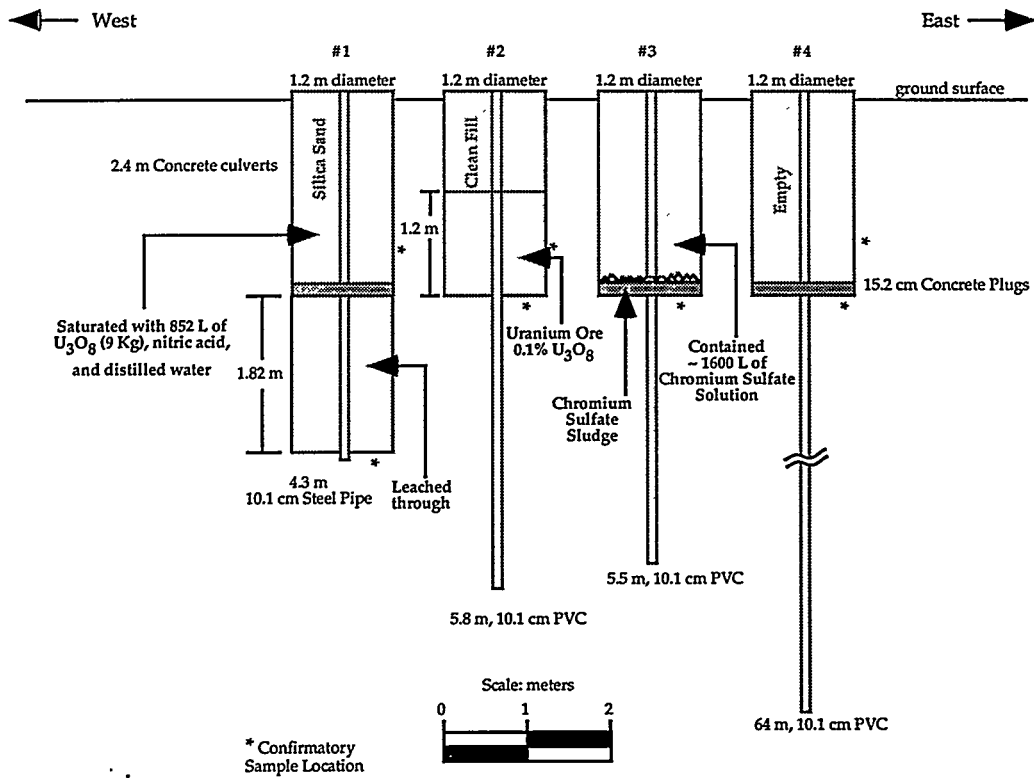 West
East
#1
#2
#3
#4
1.2 m diameter
1.2 m diameter
1.2 m diameter
1.2 m diameter
ground surface
Silica Sand
Clean Fill
Empty
2.4 m Concrete culverts
1.2 m
*
*
*
15.2 cm Concrete Plugs
*
*
*
Saturated with 852 L of
U3O8 (9 Kg), nitric acid,
and distilled water
1.82 m
Uranium Ore
0.1% U3O8
Contained
~ 1600 L of
Chromium Sulfate
Solution
Chromium
Sulfate
Sludge
*
4.3 m
10.1 cm Steel Pipe
Leached
through
5.5 m, 10.1 cm PVC
5.8 m, 10.1 cm PVC
64 m, 10.1 cm PVC
Scale: meters
0 1 2
* Confirmatory
Sample Location